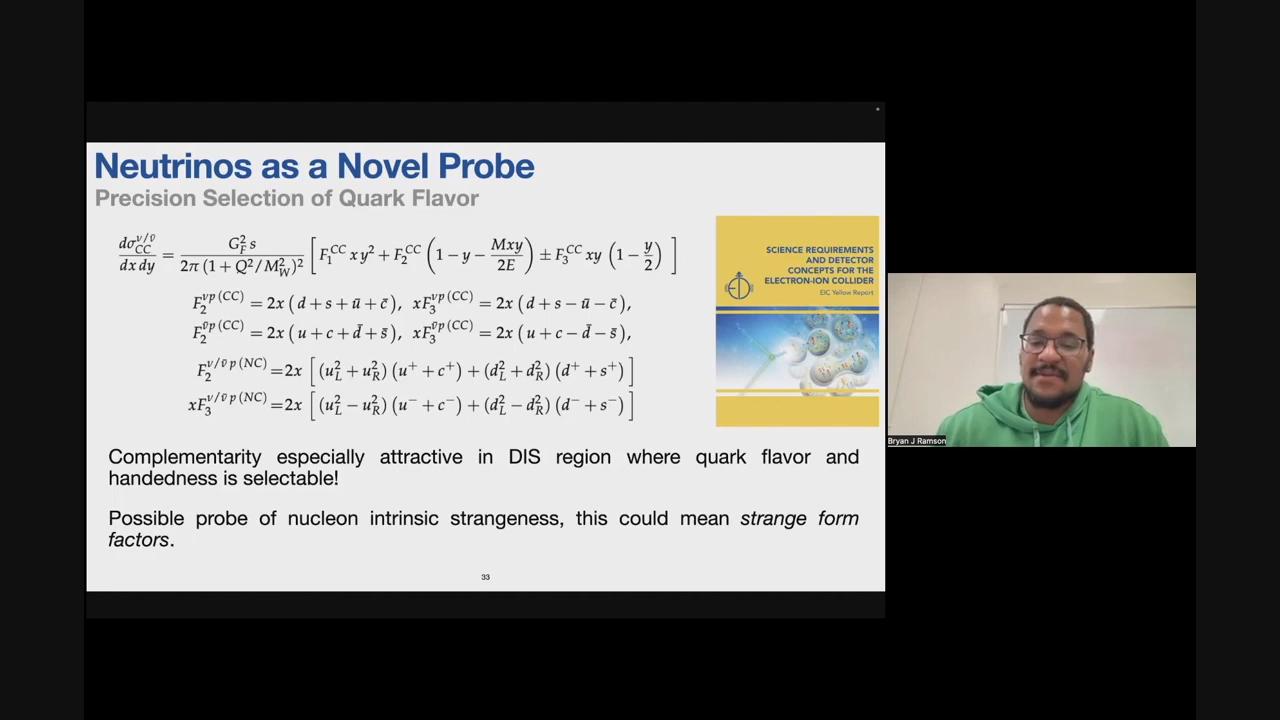 Neutrinos as a Novel Probe
Precision Selection of Quark Flavor
dσ_CC^{ν/ν̄} / dx dy = G_F^2 s / 2π (1 + Q^2/M_W^2)^2 [ F_1^{CC} x y^2 + F_2^{CC} ( 1 − y − Mxy / 2E ) ± F_3^{CC} xy ( 1 − y / 2 ) ]
F_2^{νp (CC)} = 2x ( d + s + ū + c̄ ), xF_3^{νp (CC)} = 2x ( d + s − ū − c̄ ),
F_2^{ν̄p (CC)} = 2x ( u + c + d̄ + s̄ ), xF_3^{ν̄p (CC)} = 2x ( u + c − d̄ − s̄ ),
F_2^{ν/ν̄ p (NC)} = 2x [ (u_L^2 + u_R^2) (u^+ + c^+) + (d_L^2 + d_R^2) (d^+ + s^+) ]
xF_3^{ν/ν̄ p (NC)} = 2x [ (u_L^2 − u_R^2) (u^- + c^-) + (d_L^2 − d_R^2) (d^- + s^-) ]
SCIENCE REQUIREMENTS
AND DETECTOR
CONCEPTS FOR THE
ELECTRON-ION COLLIDER
EIC Yellow Report
Complementarity especially attractive in DIS region where quark flavor and
handedness is selectable!
Possible probe of nucleon intrinsic strangeness, this could mean strange form
factors.
33
Bryan J Ramson